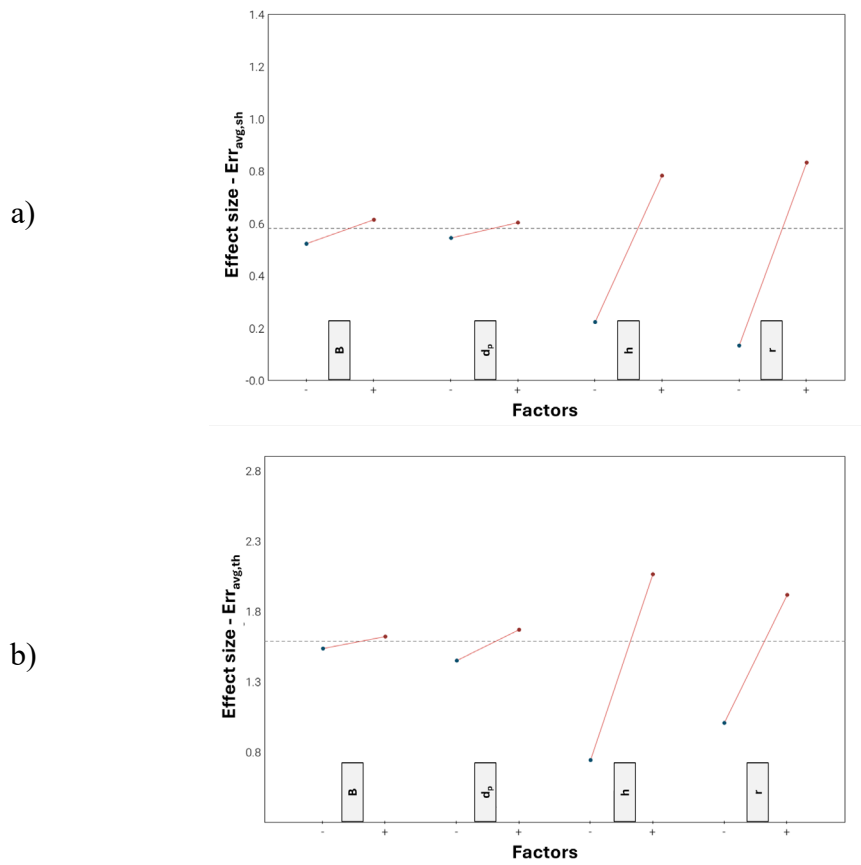 a)
Effect size - Err_avg,sh
1.4
1.2
1.0
0.8
0.6
0.4
0.2
-0.0
B
d_p
h
r
- + - + - + - +
Factors
b)
Effect size - Err_avg,th
2.8
2.3
1.8
1.3
0.8
B
d_p
h
r
- + - + - + - +
Factors